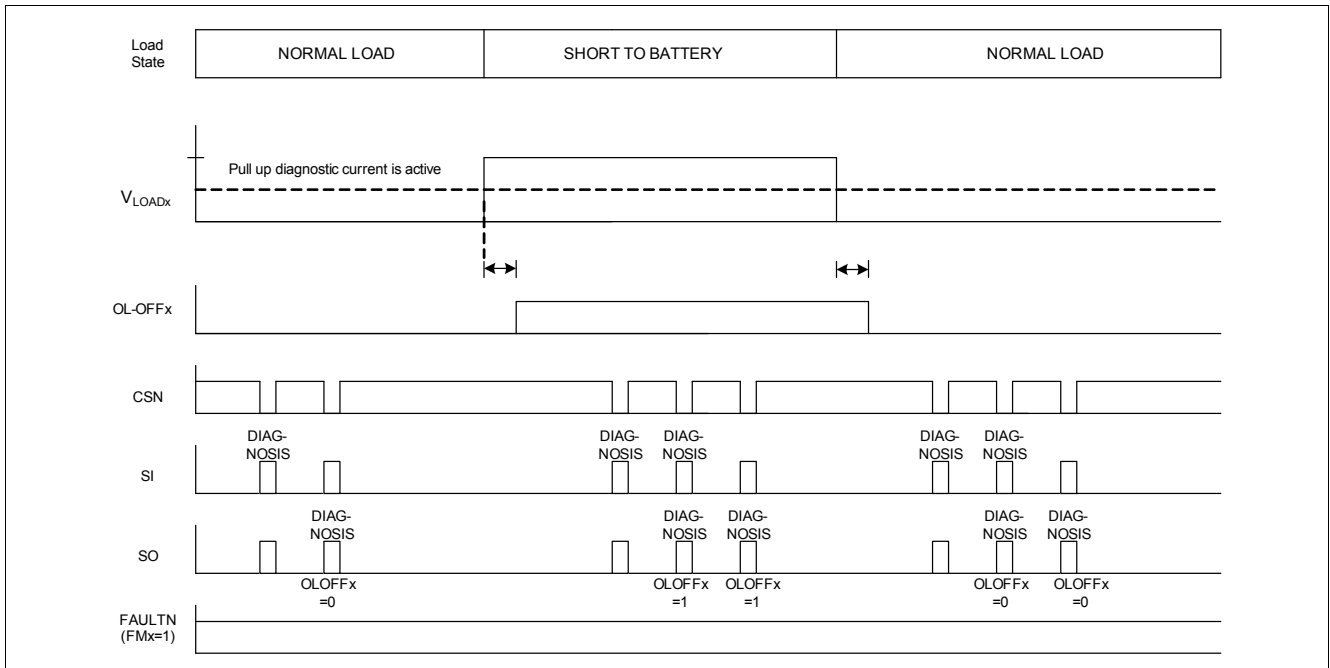 Load
State
NORMAL LOAD
SHORT TO BATTERY
NORMAL LOAD
Pull up diagnostic current is active
VLOADx
OL-OFFx
CSN
DIAG-
NOSIS
DIAG-
NOSIS
DIAG-
NOSIS
DIAG-
NOSIS
DIAG-
NOSIS
SI
DIAG-
NOSIS
DIAG-
NOSIS
DIAG-
NOSIS
DIAG-
NOSIS
DIAG-
NOSIS
SO
OLOFFx
=0
OLOFFx
=1
OLOFFx
=1
OLOFFx
=0
OLOFFx
=0
FAULTN
(FMx=1)